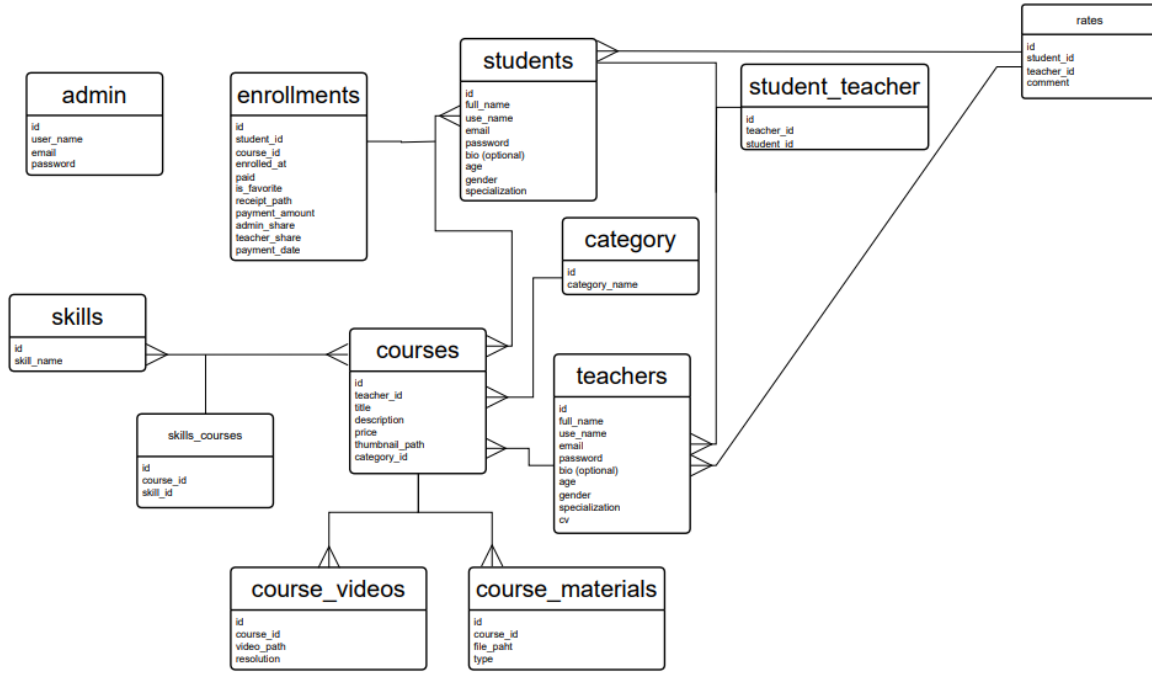 rates
id
student_id
teacher_id
comment
students
id
full_name
use_name
email
password
bio (optional)
age
gender
specialization
student_teacher
id
teacher_id
student_id
admin
id
user_name
email
password
enrollments
id
student_id
course_id
enrolled_at
paid
is_favorite
receipt_path
payment_amount
admin_share
teacher_share
payment_date
category
id
category_name
skills
id
skill_name
courses
id
teacher_id
title
description
price
thumbnail_path
category_id
teachers
id
full_name
use_name
email
password
bio (optional)
age
gender
specialization
cv
skills_courses
id
course_id
skill_id
course_videos
id
course_id
video_path
resolution
course_materials
id
course_id
file_paht
type